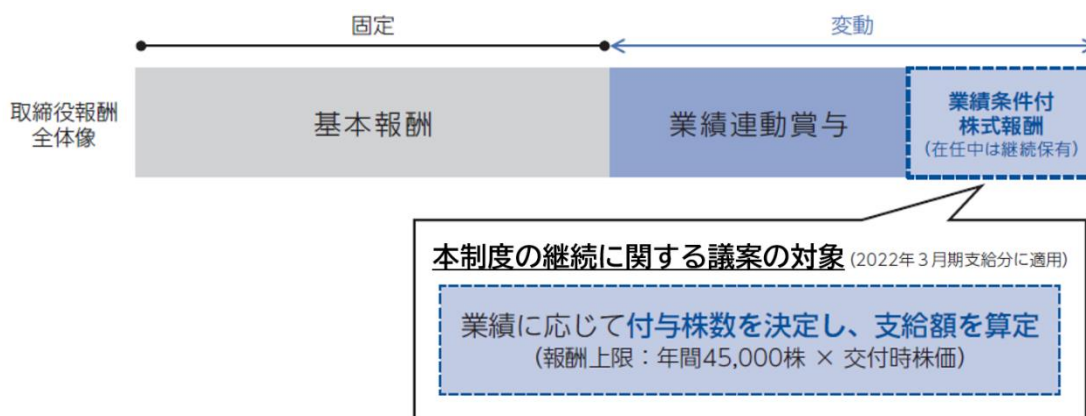 固定
変動
取締役報酬
全体像
基本報酬
業績連動賞与
業績条件付
株式報酬
(在任中は継続保有)
本制度の継続に関する議案の対象 (2022年3月期支給分に適用)
業績に応じて付与株数を決定し、支給額を算定
(報酬上限：年間45,000株 × 交付時株価)